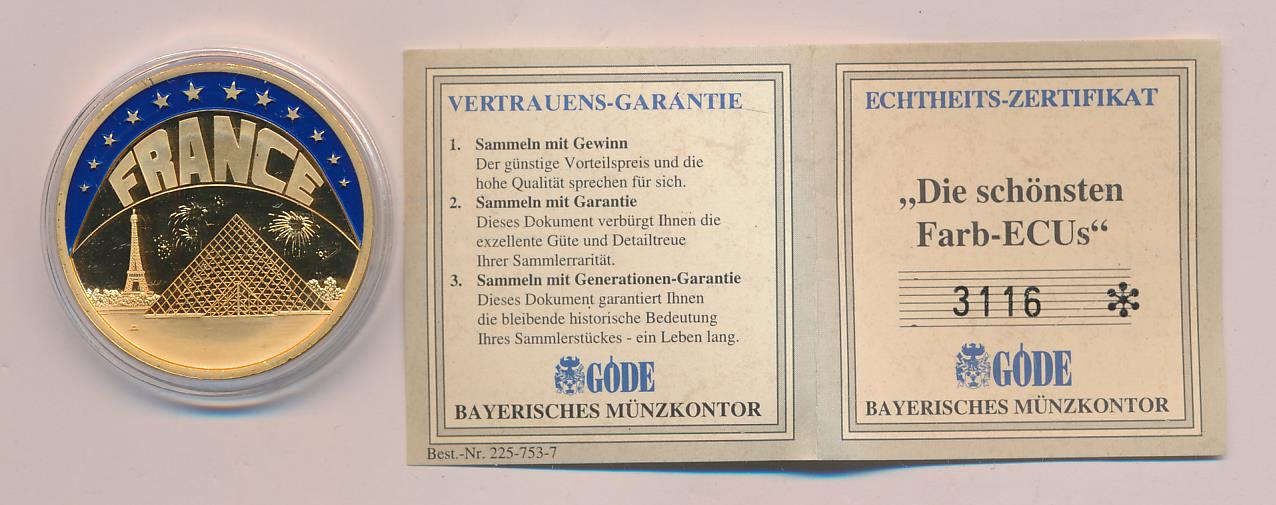 FRANCE
VERTRAUENS-GARANTIE
1. Sammeln mit Gewinn
Der günstige Vorteilspreis und die
hohe Qualität sprechen für sich.
2. Sammeln mit Garantie
Dieses Dokument verbürgt Ihnen die
exzellente Güte und Detailtreue
Ihrer Sammlerrarität.
3. Sammeln mit Generationen-Garantie
Dieses Dokument garantiert Ihnen
die bleibende historische Bedeutung
Ihres Sammlerstückes - ein Leben lang.
GÖDE
BAYERISCHES MÜNZKONTOR
Best.-Nr. 225-753-7
ECHTHEITS-ZERTIFIKAT
„Die schönsten
Farb-ECUs“
3116 *
GÖDE
BAYERISCHES MÜNZKONTOR